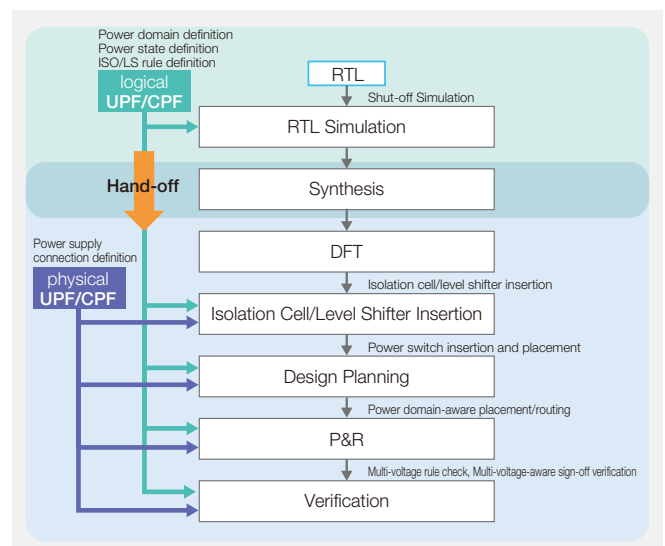 Power domain definition
Power state definition
ISO/LS rule definition
logical
UPF/CPF
RTL
Shut-off Simulation
RTL Simulation
Hand-off
Synthesis
DFT
Power supply
connection definition
physical
UPF/CPF
Isolation cell/level shifter insertion
Isolation Cell/Level Shifter Insertion
Power switch insertion and placement
Design Planning
Power domain-aware placement/routing
P&R
Multi-voltage rule check, Multi-voltage-aware sign-off verification
Verification